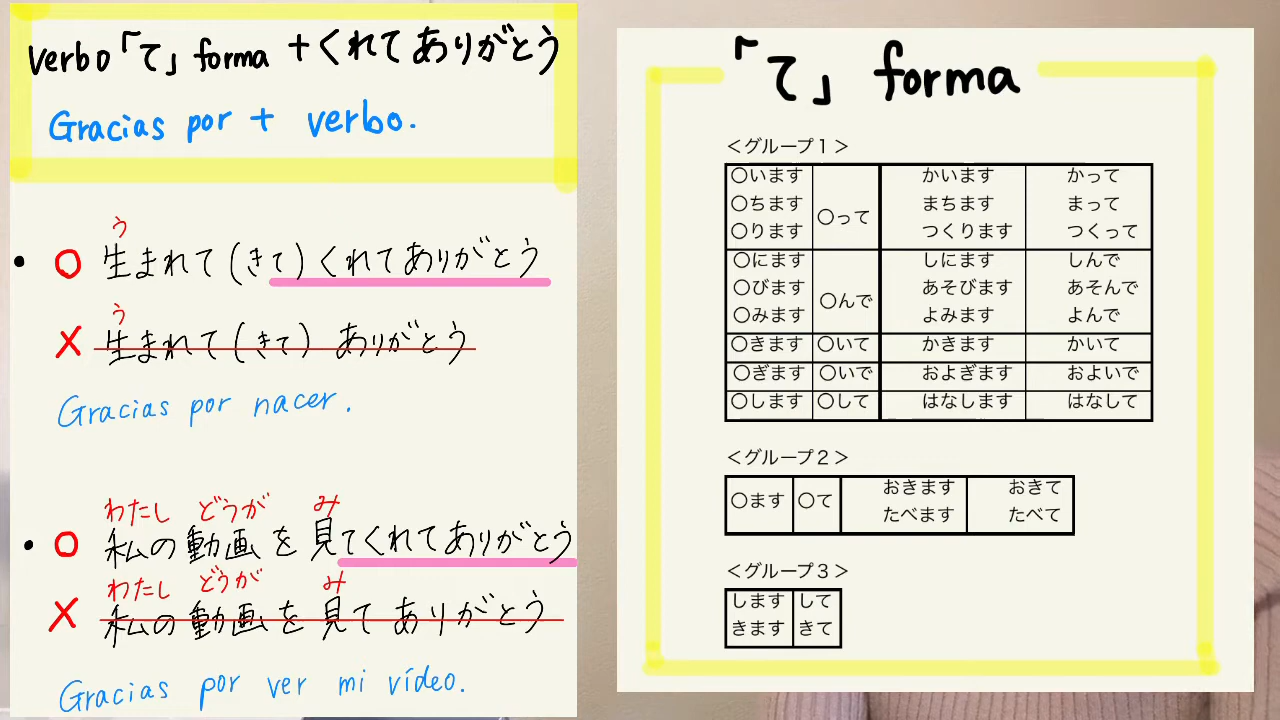 verbo「て」forma +くれてありがとう
Gracias por + verbo.
う
・○ 生まれて(きて)くれてありがとう
う
× 生まれて(きて) ありがとう
Gracias por nacer.
わたし どうが み
・○ 私の動画を見てくれてありがとう
わたし どうが み
× 私の動画を見て ありがとう
Gracias por ver mi vídeo.
「て」forma
＜グループ１＞
○います ○って かいます かって
○ちます まちます まって
○ります つくります つくって
○にます ○んで しにます しんで
○びます あそびます あそんで
○みます よみます よんで
○きます ○いて かきます かいて
○ぎます ○いで およぎます およいで
○します ○して はなします はなして
＜グループ２＞
○ます ○て おきます おきて
たべます たべて
＜グループ３＞
します して
きます きて